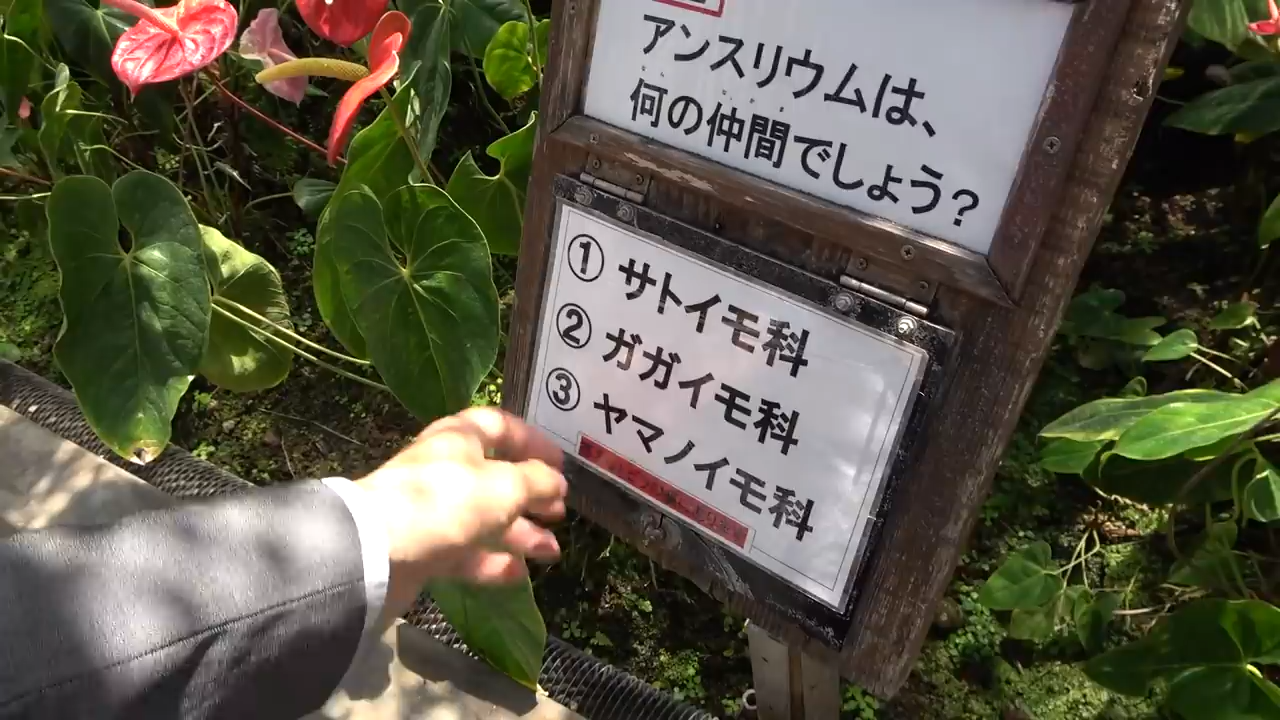 アンスリウムは、
何の仲間でしょう?
① サトイモ科
② ガガイモ科
③ ヤマノイモ科